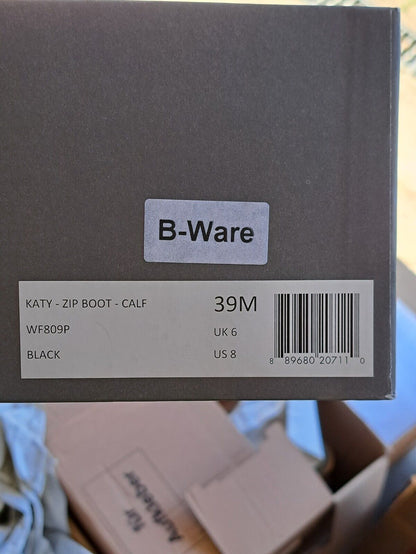 B-Ware
KATY - ZIP BOOT - CALF
39M
WF809P
UK 6
BLACK
US 8
8 89680 20711 0
für
Aufkleber